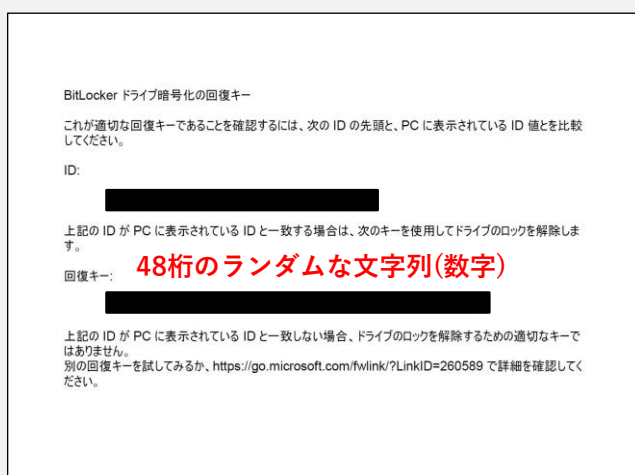 BitLocker ドライブ暗号化の回復キー
これが適切な回復キーであることを確認するには、次の ID の先頭と、PC に表示されている ID 値とを比較
してください。
ID:
上記の ID が PC に表示されている ID と一致する場合は、次のキーを使用してドライブのロックを解除しま
す。
48桁のランダムな文字列(数字)
回復キー:
上記の ID が PC に表示されている ID と一致しない場合、ドライブのロックを解除するための適切なキーで
はありません。
別の回復キーを試してみるか、https://go.microsoft.com/fwlink/?LinkID=260589 で詳細を確認してく
ださい。